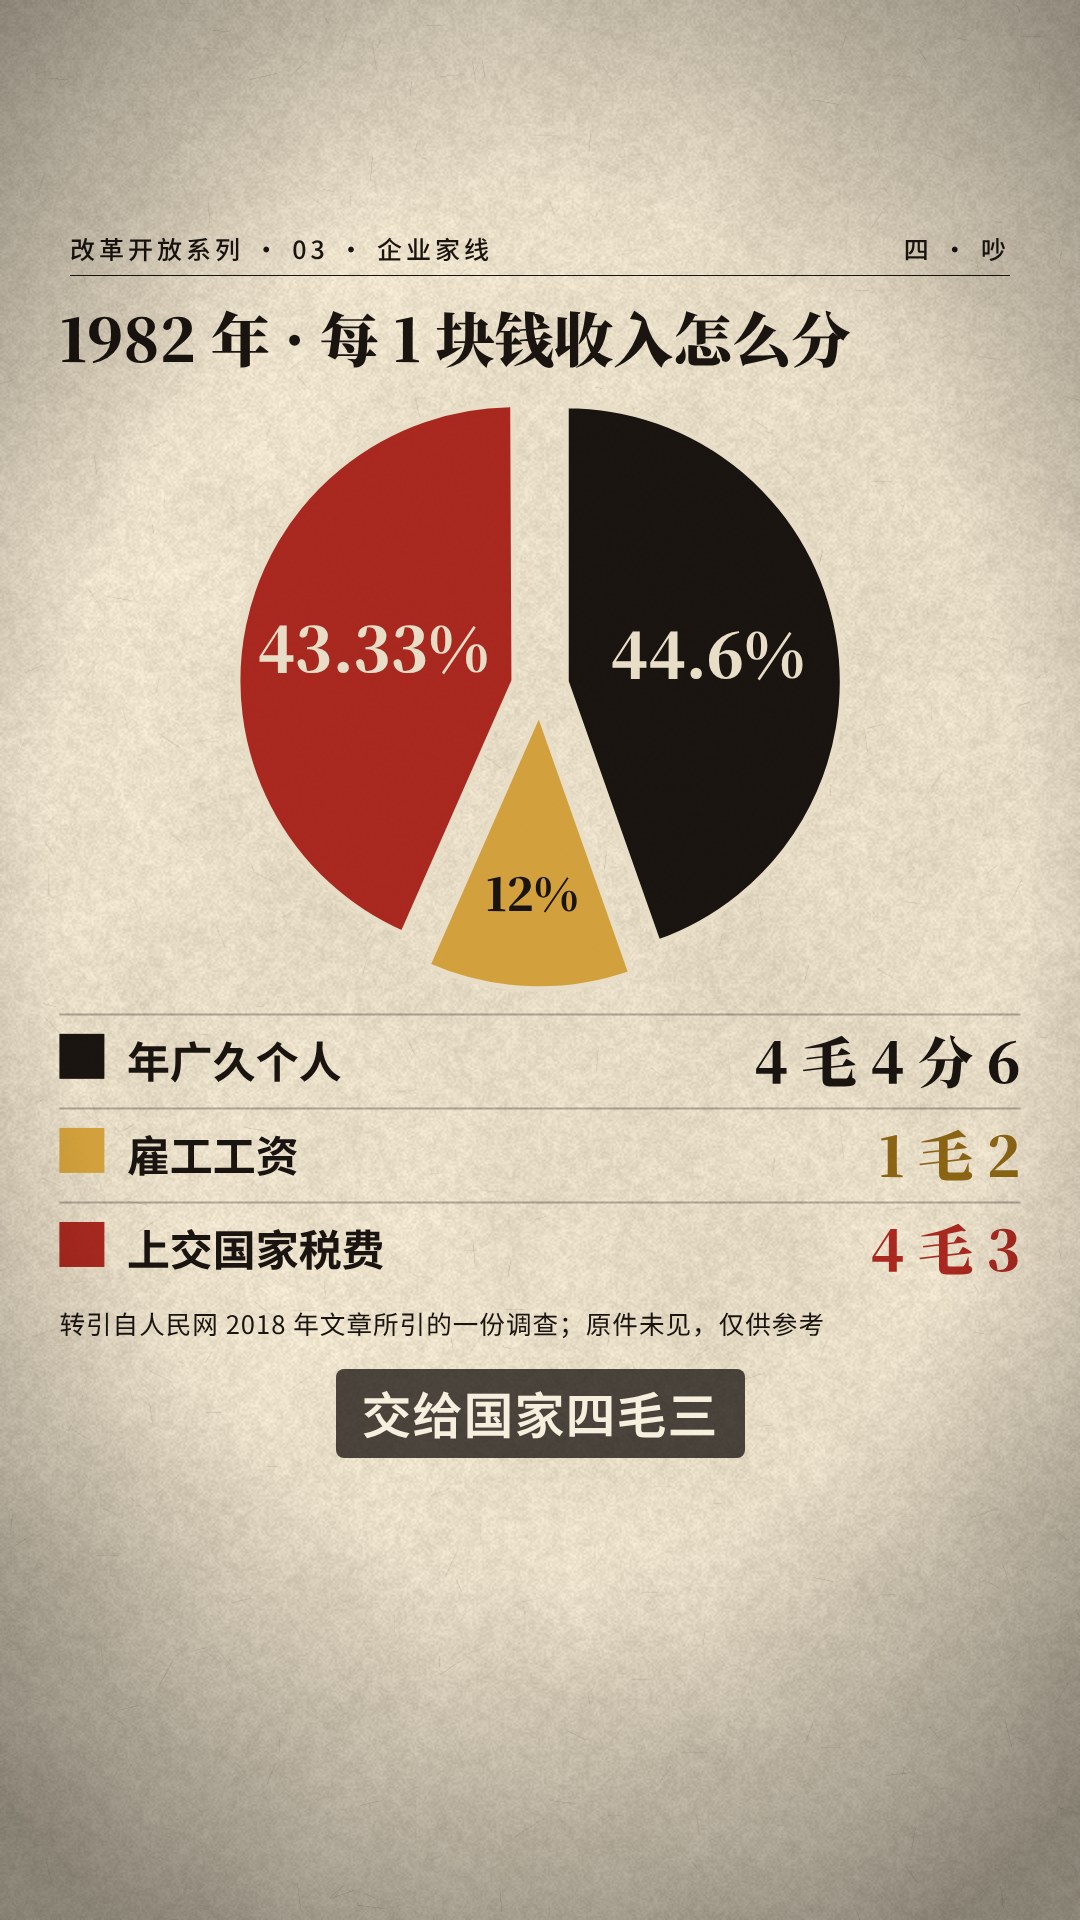 改革开放系列 · 03 · 企业家线
四 · 吵
1982 年 · 每 1 块钱收入怎么分
43.33%
44.6%
12%
年广久个人 4 毛 4 分 6
雇工工资 1 毛 2
上交国家税费 4 毛 3
转引自人民网 2018 年文章所引的一份调查；原件未见，仅供参考
交给国家四毛三